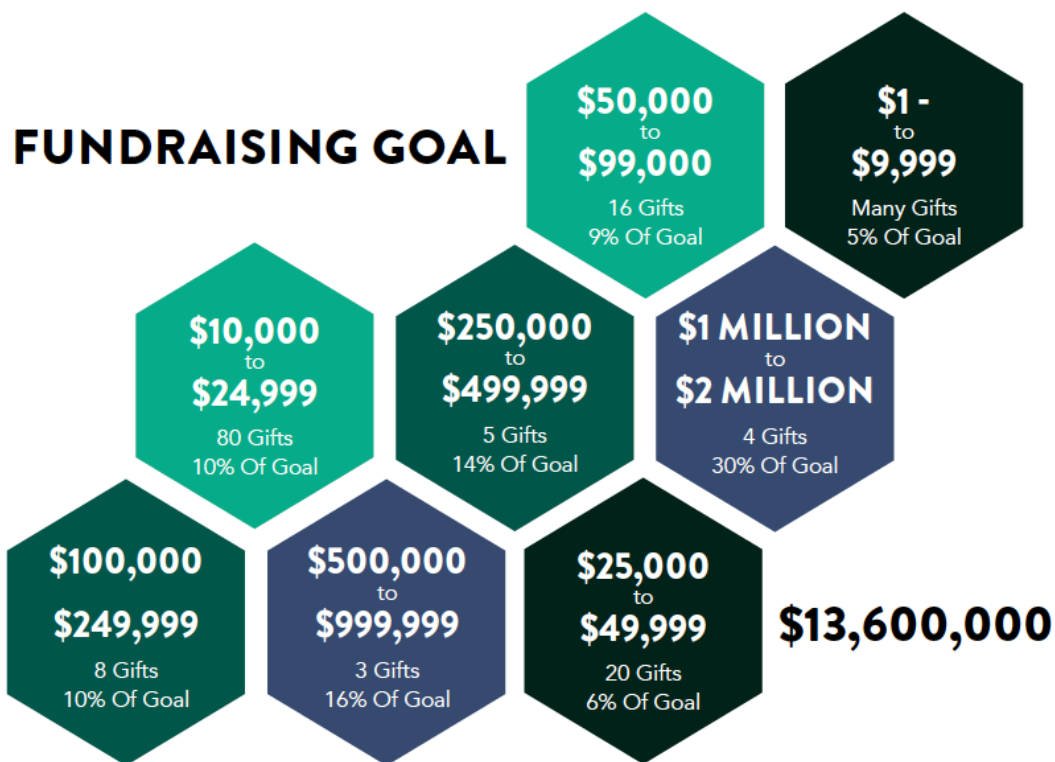 FUNDRAISING GOAL
$50,000
to
$99,000
16 Gifts
9% Of Goal
$1 -
to
$9,999
Many Gifts
5% Of Goal
$10,000
to
$24,999
80 Gifts
10% Of Goal
$250,000
to
$499,999
5 Gifts
14% Of Goal
$1 MILLION
to
$2 MILLION
4 Gifts
30% Of Goal
$100,000
$249,999
8 Gifts
10% Of Goal
$500,000
to
$999,999
3 Gifts
16% Of Goal
$25,000
to
$49,999
20 Gifts
6% Of Goal
$13,600,000